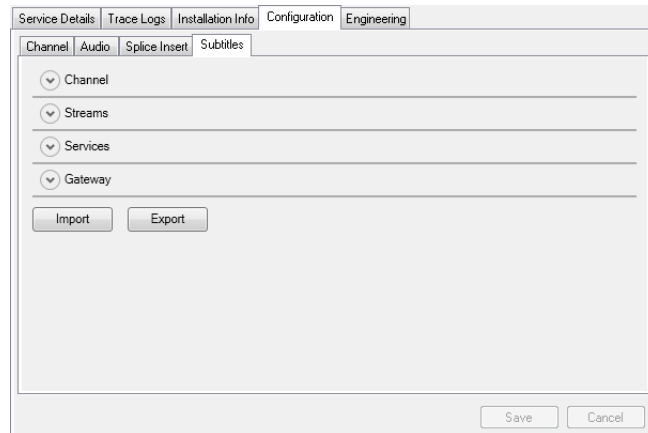 Service Details Trace Logs Installation Info Configuration Engineering
Channel Audio Splice Insert Subtitles
Channel
Streams
Services
Gateway
Import Export
Save Cancel